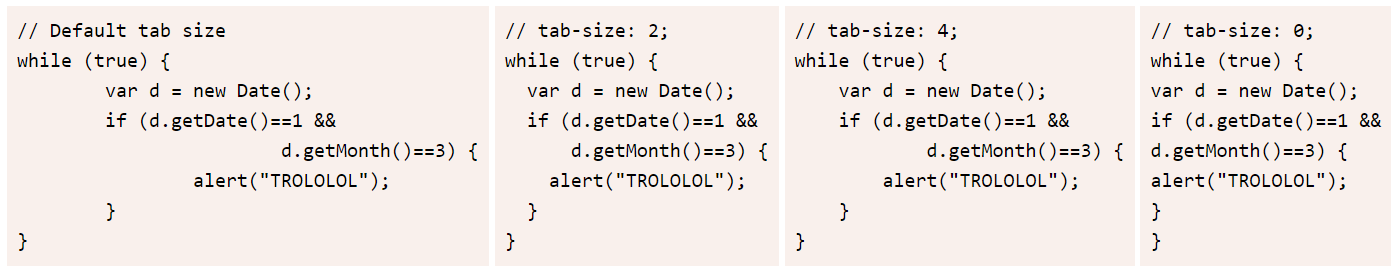 // Default tab size
while (true) {
        var d = new Date();
        if (d.getDate()==1 &&
                        d.getMonth()==3) {
                alert("TROLOLOL");
        }
}
// tab-size: 2;
while (true) {
  var d = new Date();
  if (d.getDate()==1 &&
      d.getMonth()==3) {
    alert("TROLOLOL");
  }
}
// tab-size: 4;
while (true) {
    var d = new Date();
    if (d.getDate()==1 &&
            d.getMonth()==3) {
        alert("TROLOLOL");
    }
}
// tab-size: 0;
while (true) {
var d = new Date();
if (d.getDate()==1 &&
d.getMonth()==3) {
alert("TROLOLOL");
}
}